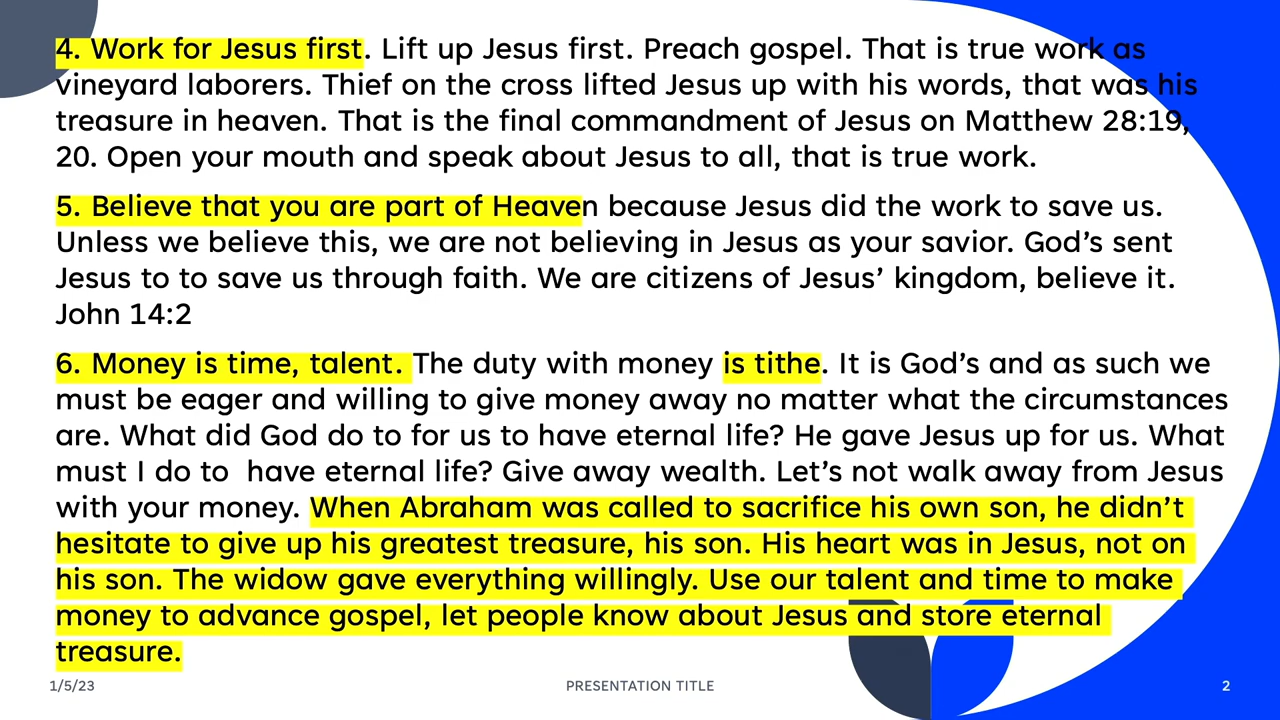 4. Work for Jesus first. Lift up Jesus first. Preach gospel. That is true work as
vineyard laborers. Thief on the cross lifted Jesus up with his words, that was his
treasure in heaven. That is the final commandment of Jesus on Matthew 28:19,
20. Open your mouth and speak about Jesus to all, that is true work.
5. Believe that you are part of Heaven because Jesus did the work to save us.
Unless we believe this, we are not believing in Jesus as your savior. God’s sent
Jesus to to save us through faith. We are citizens of Jesus’ kingdom, believe it.
John 14:2
6. Money is time, talent. The duty with money is tithe. It is God’s and as such we
must be eager and willing to give money away no matter what the circumstances
are. What did God do to for us to have eternal life? He gave Jesus up for us. What
must I do to  have eternal life? Give away wealth. Let’s not walk away from Jesus
with your money. When Abraham was called to sacrifice his own son, he didn’t
hesitate to give up his greatest treasure, his son. His heart was in Jesus, not on
his son. The widow gave everything willingly. Use our talent and time to make
money to advance gospel, let people know about Jesus and store eternal
treasure.
1/5/23
PRESENTATION TITLE
2